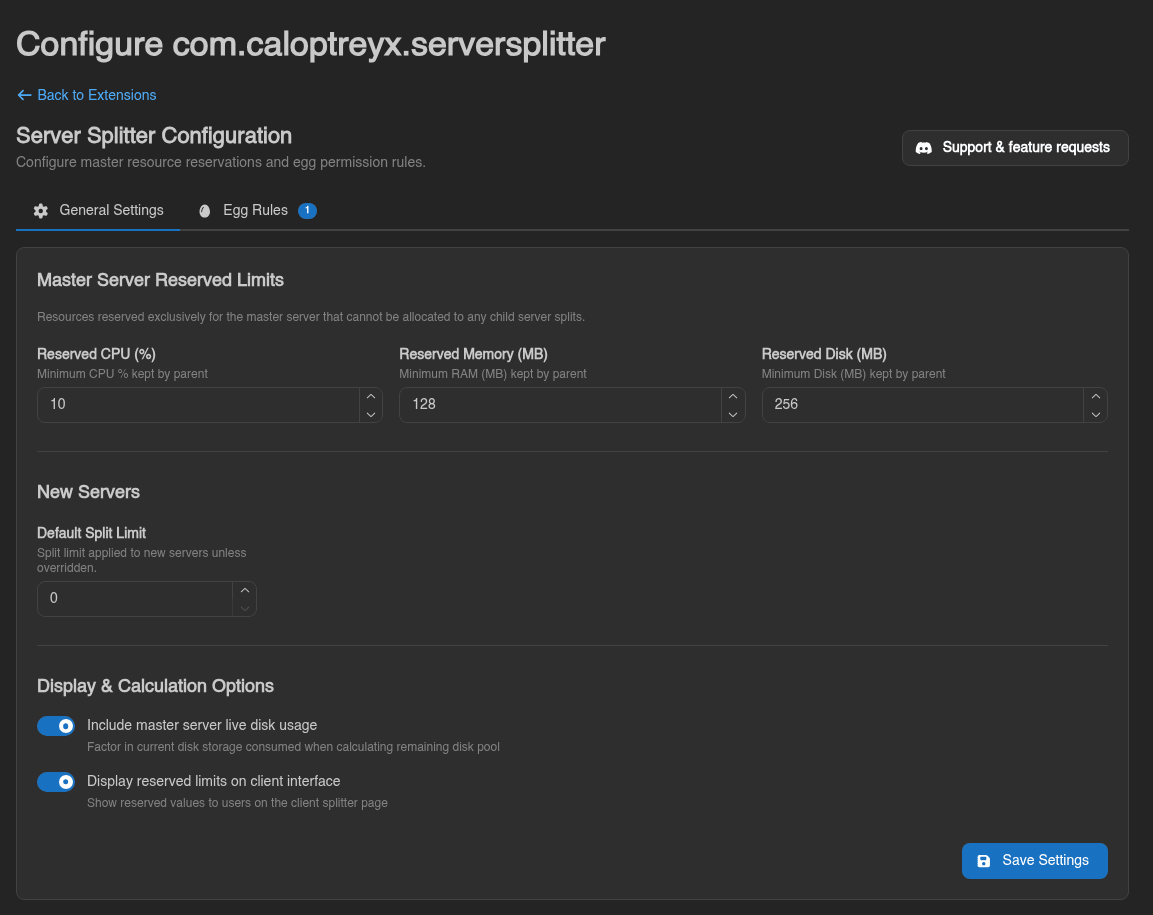 Configure com.caloptreyx.serversplitter
Back to Extensions
Server Splitter Configuration
Configure master resource reservations and egg permission rules.
Support & feature requests
General Settings
Egg Rules 1
Master Server Reserved Limits
Resources reserved exclusively for the master server that cannot be allocated to any child server splits.
Reserved CPU (%)
Minimum CPU % kept by parent
10
Reserved Memory (MB)
Minimum RAM (MB) kept by parent
128
Reserved Disk (MB)
Minimum Disk (MB) kept by parent
256
New Servers
Default Split Limit
Split limit applied to new servers unless
overridden.
0
Display & Calculation Options
Include master server live disk usage
Factor in current disk storage consumed when calculating remaining disk pool
Display reserved limits on client interface
Show reserved values to users on the client splitter page
Save Settings